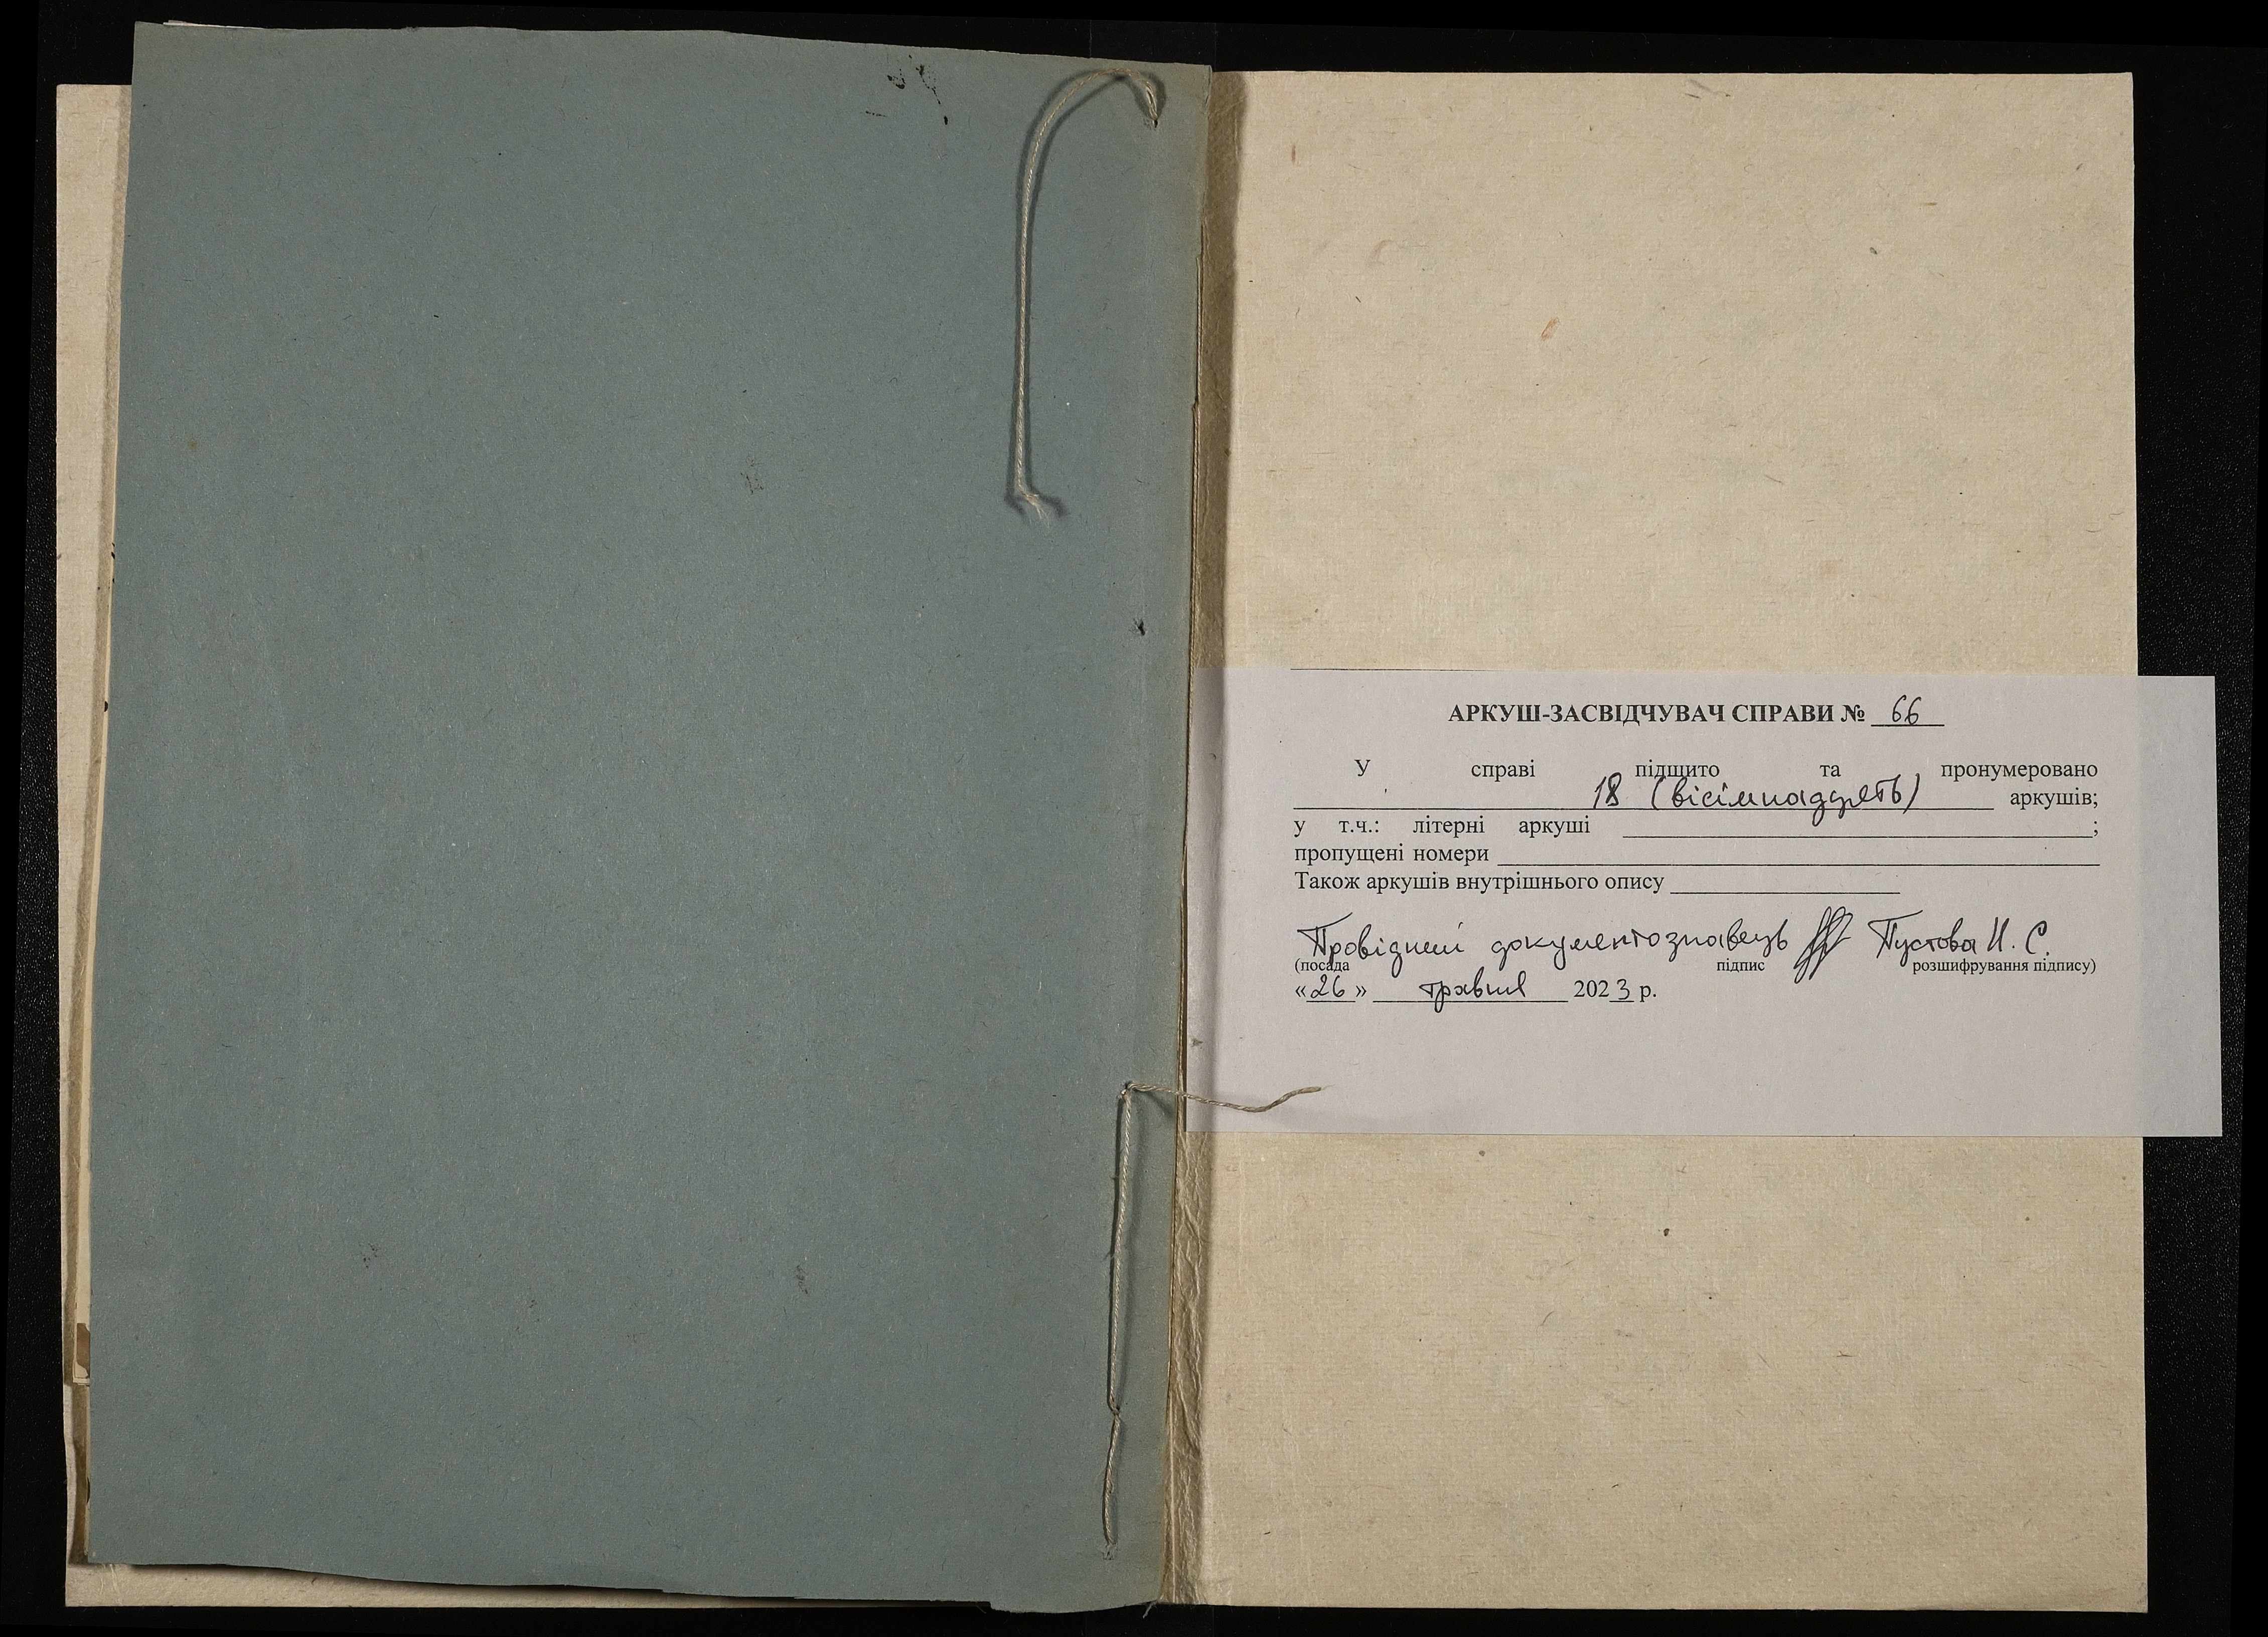 АРКУШ-ЗАСВІДЧУВАЧ СПРАВИ № 66
У справі підшито та пронумеровано
18 (вісімнадцять) аркушів;
у т.ч.: літерні аркуші ;
пропущені номери
Також аркушів внутрішнього опису
Провідний документознавець Пустова И. С.
(посада підпис розшифрування підпису)
«26» травня 2023 р.